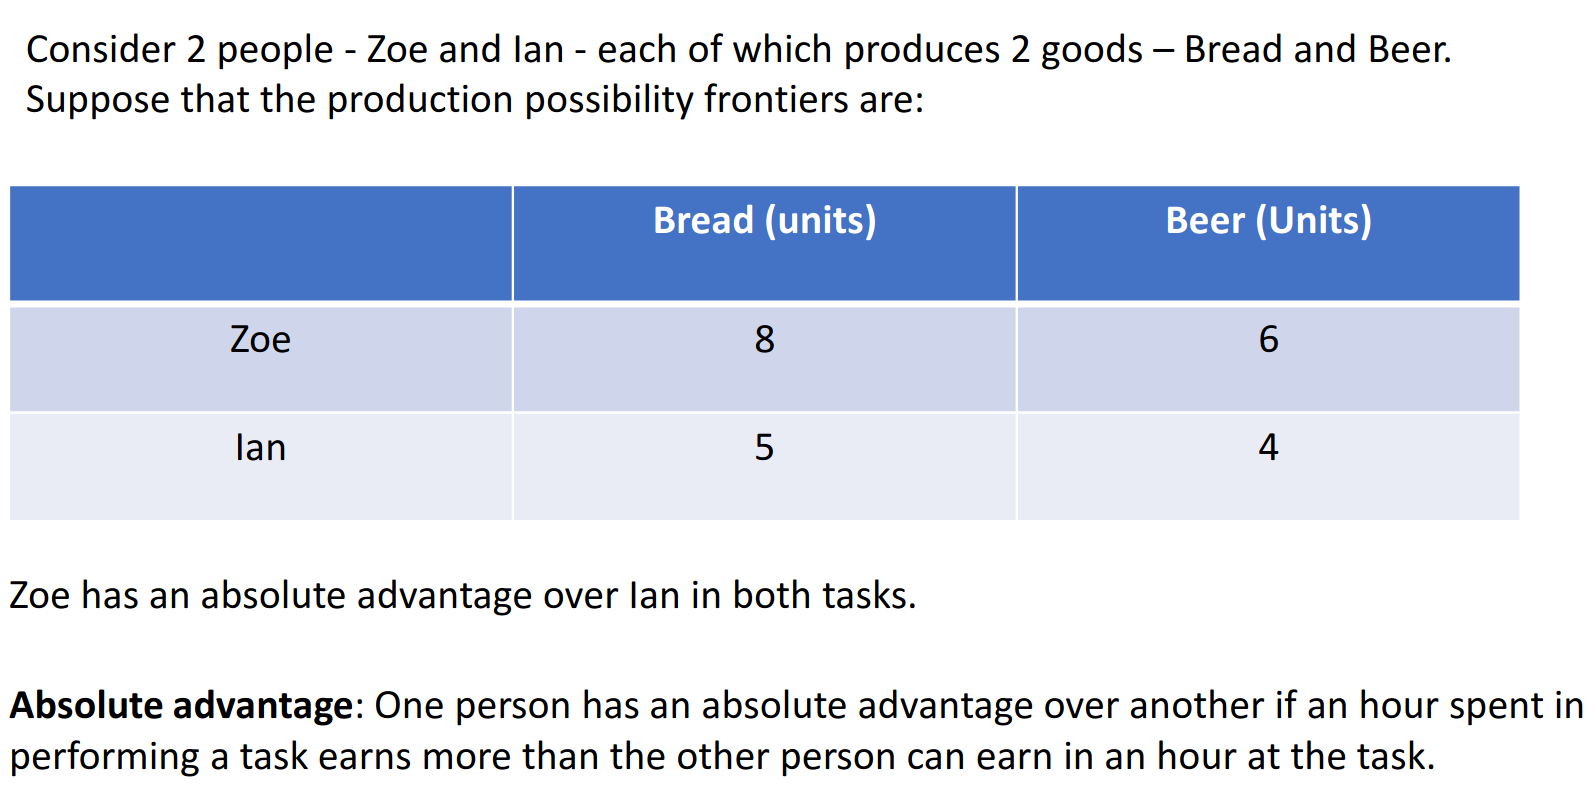 Consider 2 people - Zoe and Ian - each of which produces 2 goods – Bread and Beer.
Suppose that the production possibility frontiers are:
Bread (units) Beer (Units)
Zoe 8 6
Ian 5 4
Zoe has an absolute advantage over Ian in both tasks.
Absolute advantage: One person has an absolute advantage over another if an hour spent in
performing a task earns more than the other person can earn in an hour at the task.